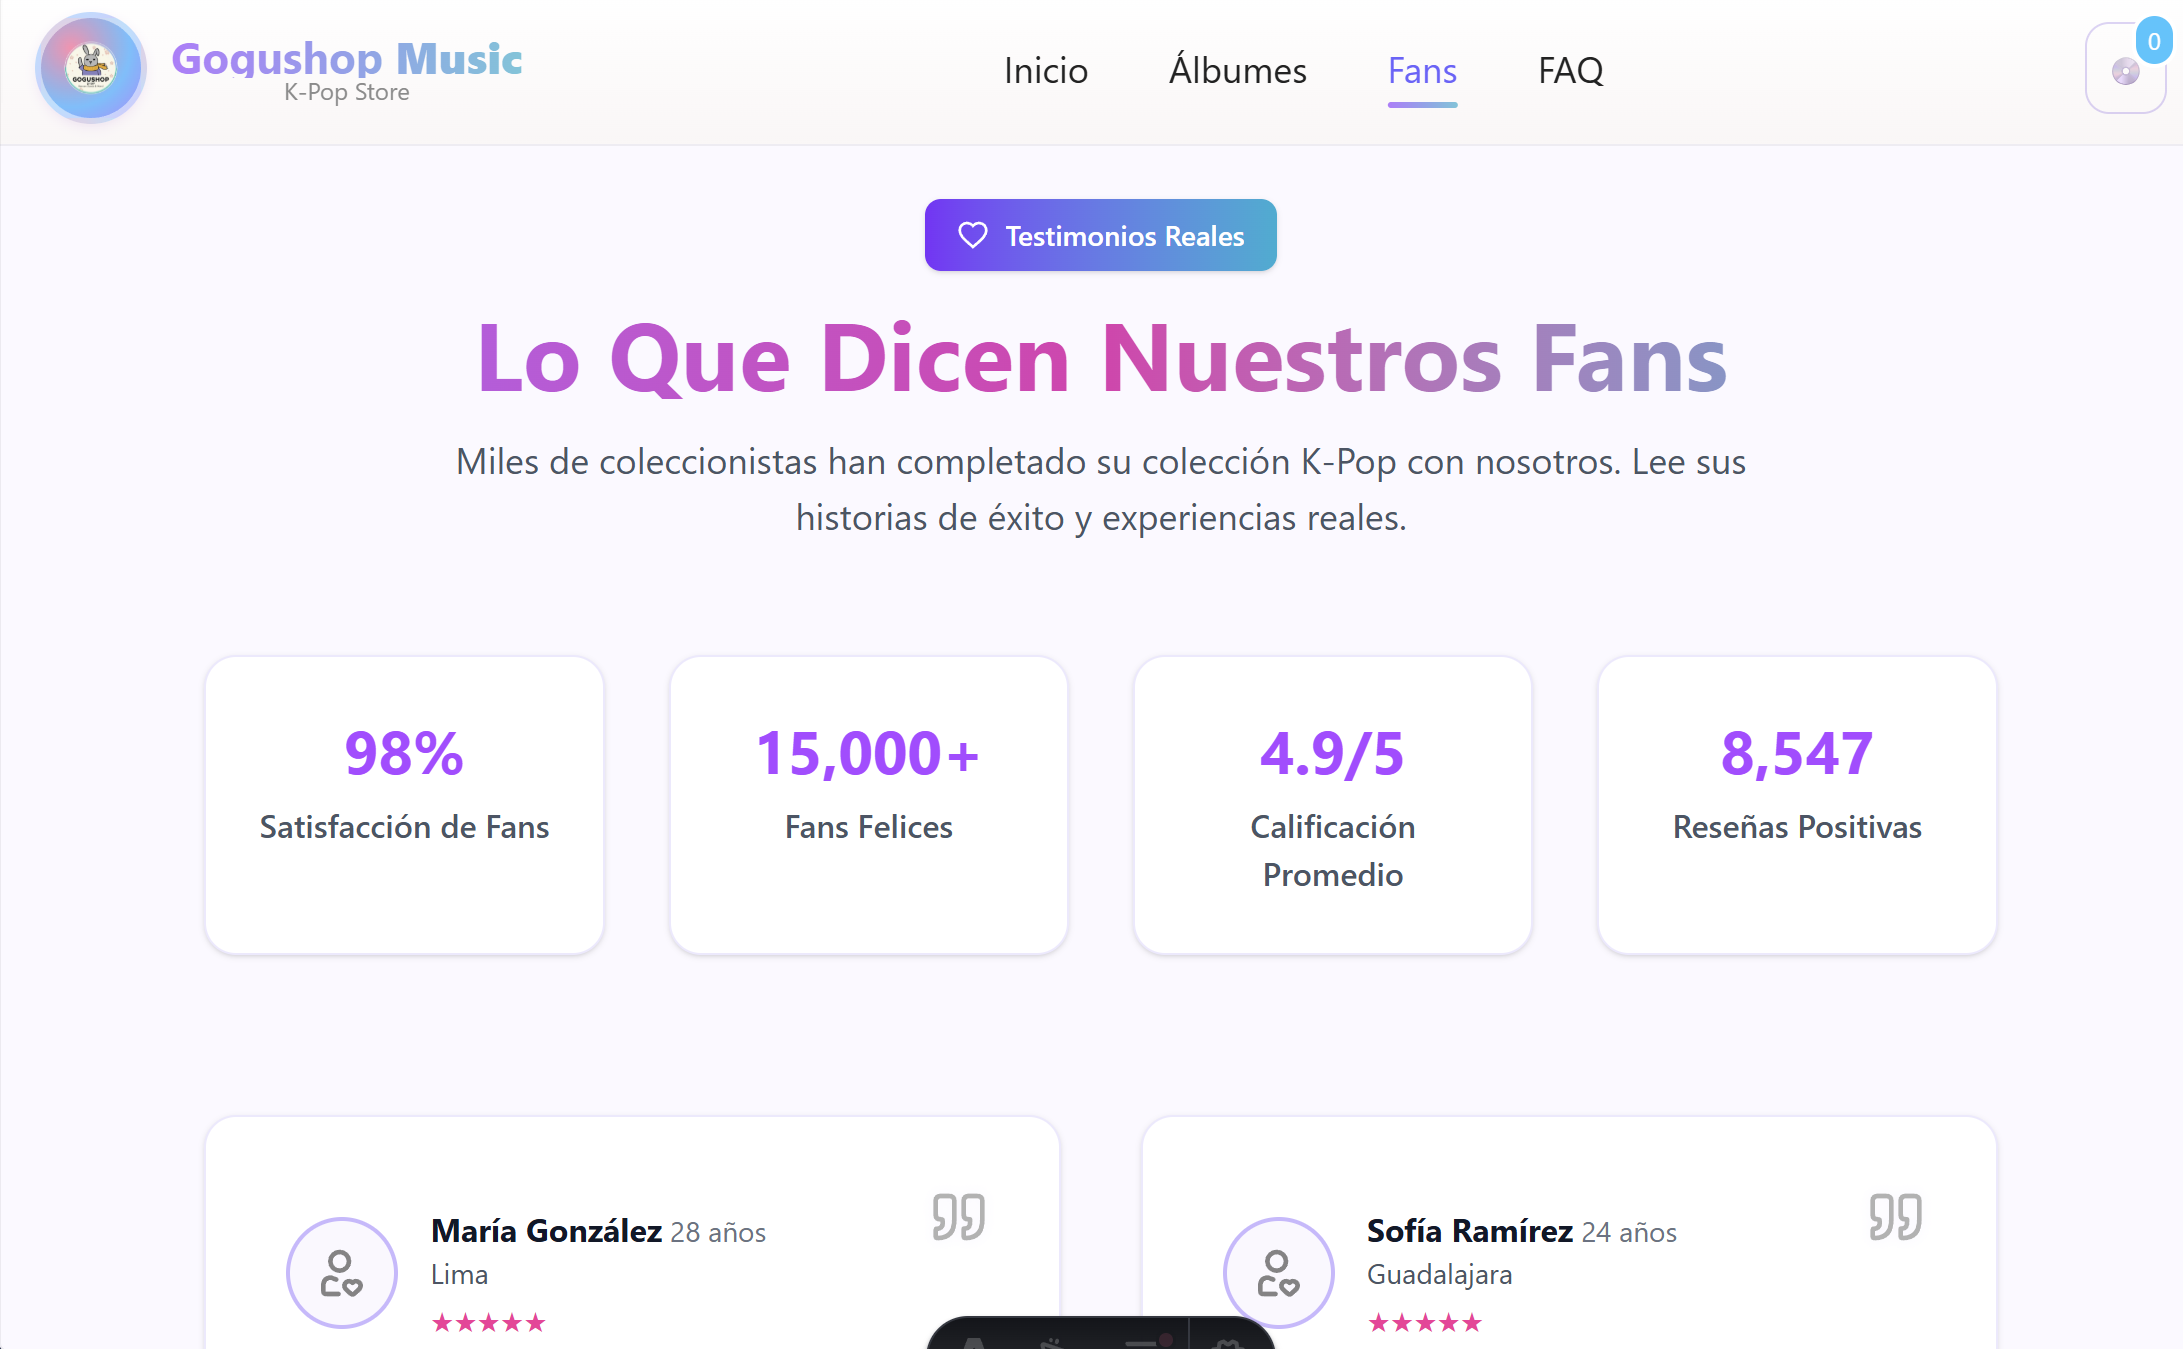 GOGUSHOP
Gogushop Music
K-Pop Store
Inicio
Álbumes
Fans
FAQ
0
Testimonios Reales
Lo Que Dicen Nuestros Fans
Miles de coleccionistas han completado su colección K-Pop con nosotros. Lee sus
historias de éxito y experiencias reales.
98%
Satisfacción de Fans
15,000+
Fans Felices
4.9/5
Calificación
Promedio
8,547
Reseñas Positivas
María González 28 años
Lima
★★★★★
Sofía Ramírez 24 años
Guadalajara
★★★★★